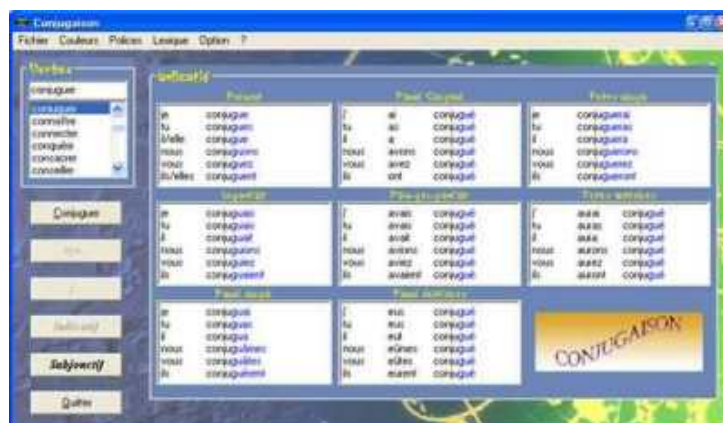 Conjugaison
Fichier Couleurs Polices Lexique Option ?
Verbes
conjuguer
conjuguer
connaître
connecter
conquérir
consacrer
conseiller
Conjuguer
Indicatif
Subjonctif
Quitter
Indicatif
Présent
je conjugue
tu conjugues
il/elle conjugue
nous conjuguons
vous conjuguez
ils/elles conjuguent
Passé Composé
j' ai conjugué
tu as conjugué
il a conjugué
nous avons conjugué
vous avez conjugué
ils ont conjugué
Futur simple
je conjuguerai
tu conjugueras
il conjuguera
nous conjuguerons
vous conjuguerez
ils conjugueront
Imparfait
je conjuguais
tu conjuguais
il conjuguait
nous conjuguions
vous conjuguiez
ils conjuguaient
Plus-que-parfait
j' avais conjugué
tu avais conjugué
il avait conjugué
nous avions conjugué
vous aviez conjugué
ils avaient conjugué
Futur antérieur
j' aurai conjugué
tu auras conjugué
il aura conjugué
nous aurons conjugué
vous aurez conjugué
ils auront conjugué
Passé simple
je conjuguai
tu conjuguas
il conjugua
nous conjuguâmes
vous conjuguâtes
ils conjuguèrent
Passé antérieur
j' eus conjugué
tu eus conjugué
il eut conjugué
nous eûmes conjugué
vous eûtes conjugué
ils eurent conjugué
CONJUGAISON